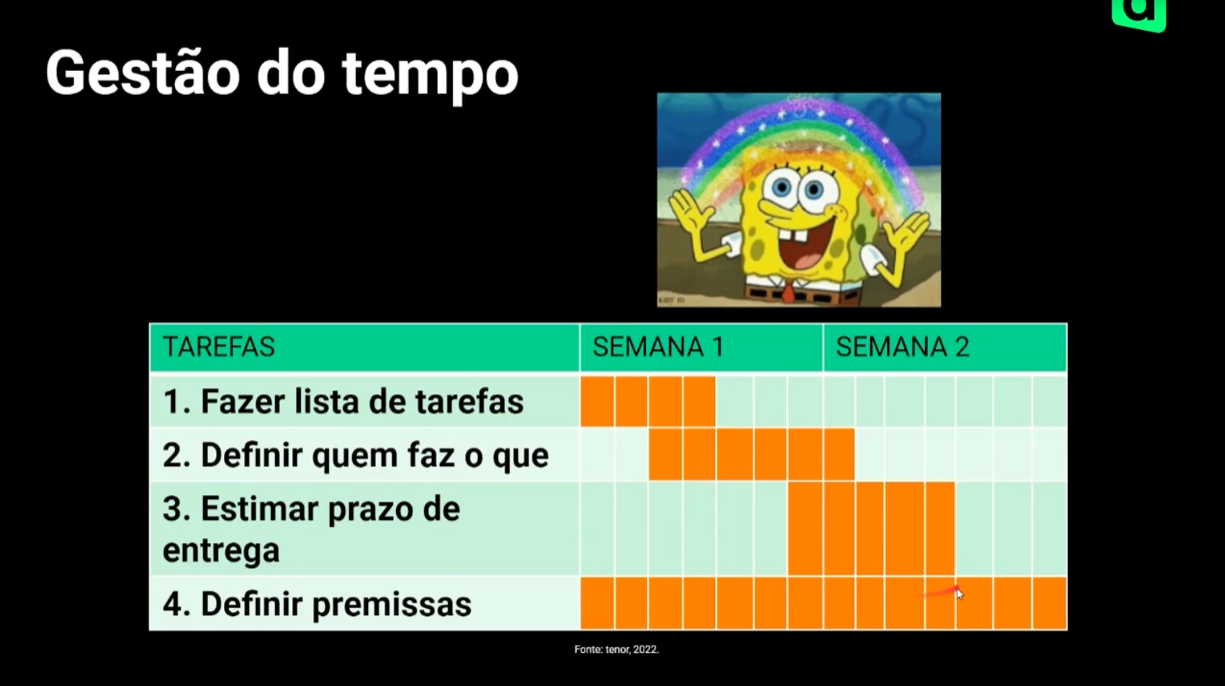 Gestão do tempo
TAREFAS
SEMANA 1
SEMANA 2
1. Fazer lista de tarefas
2. Definir quem faz o que
3. Estimar prazo de
entrega
4. Definir premissas
Fonte: tenor, 2022.